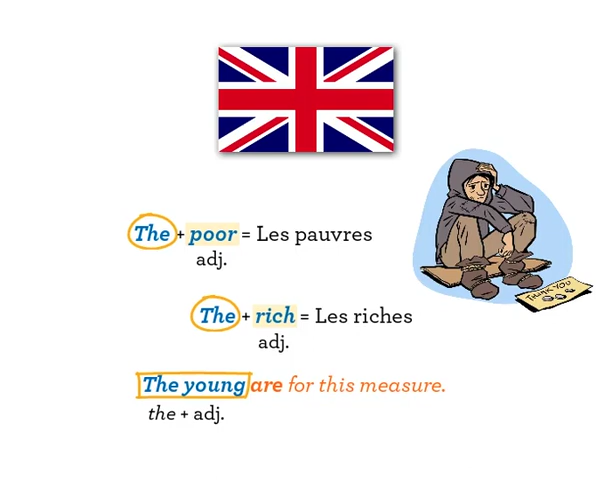 The + poor = Les pauvres
adj.
THANK YOU
The + rich = Les riches
adj.
The young are for this measure.
the + adj.